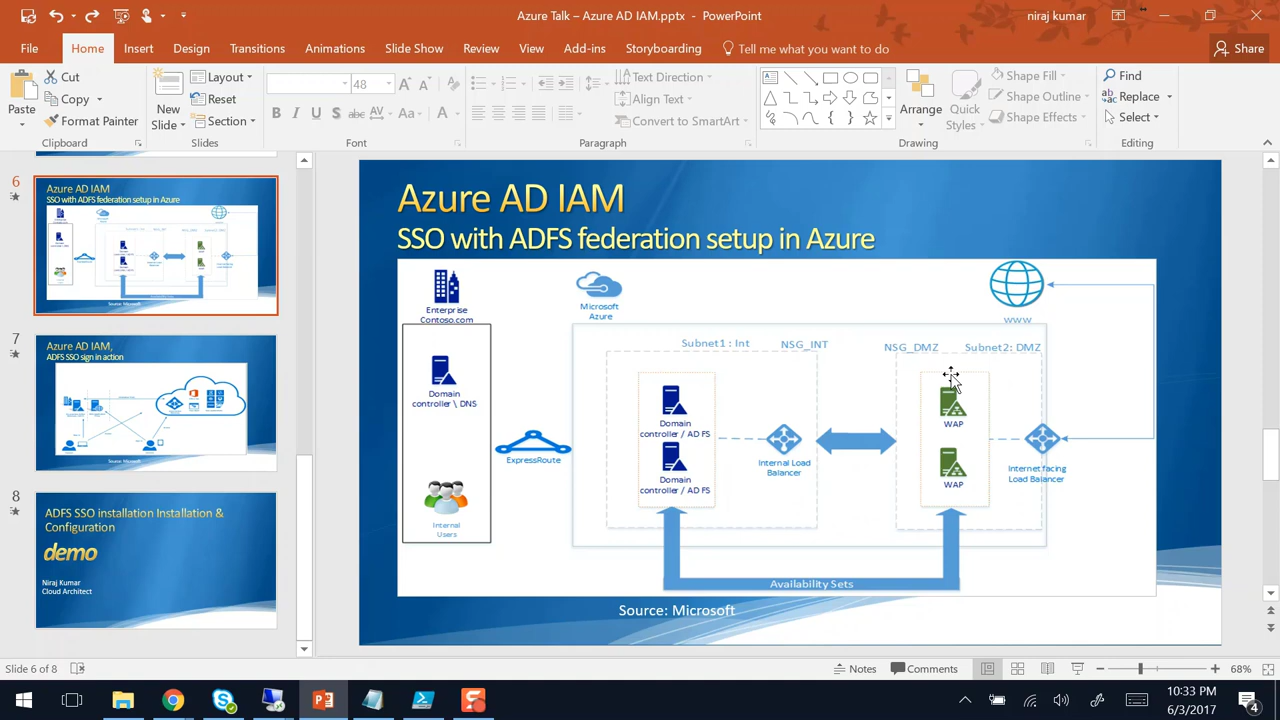 Azure Talk – Azure AD IAM.pptx - PowerPoint
niraj kumar
File
Home
Insert
Design
Transitions
Animations
Slide Show
Review
View
Add-ins
Storyboarding
Tell me what you want to do
Share
Paste
Cut
Copy
Format Painter
Clipboard
New
Slide
Layout
Reset
Section
Slides
48
B I U S abc AV Aa A
Font
Text Direction
Align Text
Convert to SmartArt
Paragraph
Arrange
Quick
Styles
Shape Fill
Shape Outline
Shape Effects
Drawing
Find
Replace
Select
Editing
6
Azure AD IAM
SSO with ADFS federation setup in Azure
7
Azure AD IAM,
ADFS SSO sign in action
8
ADFS SSO installation Installation &
Configuration
demo
Niraj Kumar
Cloud Architect
Azure AD IAM
SSO with ADFS federation setup in Azure
Enterprise
Contoso.com
Microsoft
Azure
www
Subnet1 : Int
NSG_INT
NSG_DMZ
Subnet2: DMZ
Domain
controller \ DNS
Domain
controller / AD FS
Domain
controller / AD FS
ExpressRoute
Internal Load
Balancer
WAP
WAP
Internet facing
Load Balancer
Internal
Users
Availability Sets
Source: Microsoft
Slide 6 of 8
Notes
Comments
68%
10:33 PM
6/3/2017
4